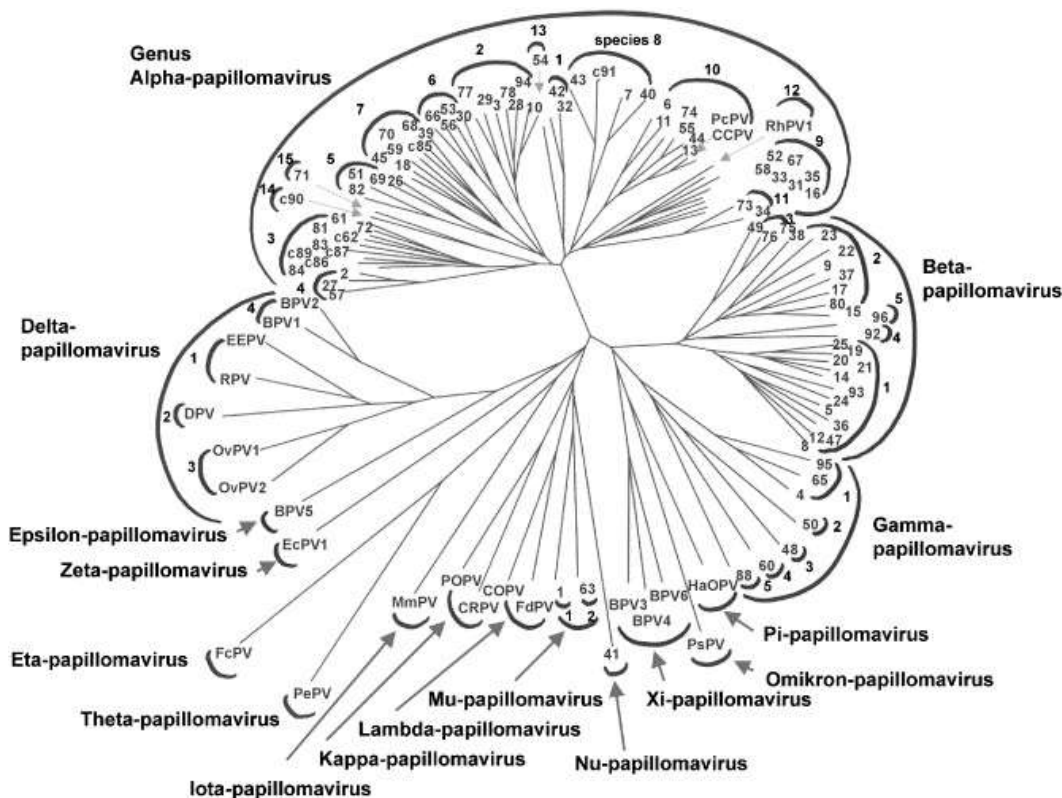 Genus
Alpha-papillomavirus
13
54
2
1
species 8
43
c91
7
40
10
12
6
77
94
42
32
78
29
3
28
10
6
11
74
55
44
13
PcPV
CCPV
RhPV1
9
52
67
58
33
35
31
16
7
66
53
30
56
70
68
39
59
c85
45
18
5
51
69
26
82
15
71
14
c90
61
81
72
3
83
c62
c89
c87
c86
84
4
2
27
57
73
11
34
3
49
75
76
38
23
22
2
9
37
17
80
15
5
96
92
4
25
19
20
21
14
93
1
24
5
36
12
47
8
Beta-
papillomavirus
Delta-
papillomavirus
4
BPV2
BPV1
1
EEPV
RPV
2
DPV
OvPV1
3
OvPV2
95
65
4
1
50
2
48
3
60
4
88
5
Gamma-
papillomavirus
BPV5
Epsilon-papillomavirus
EcPV1
Zeta-papillomavirus
FcPV
Eta-papillomavirus
PePV
Theta-papillomavirus
MmPV
Iota-papillomavirus
POPV
CRPV
Kappa-papillomavirus
COPV
FdPV
Lambda-papillomavirus
1
63
1
2
Mu-papillomavirus
41
Nu-papillomavirus
BPV3
BPV6
BPV4
Xi-papillomavirus
HaOPV
Pi-papillomavirus
PsPV
Omikron-papillomavirus